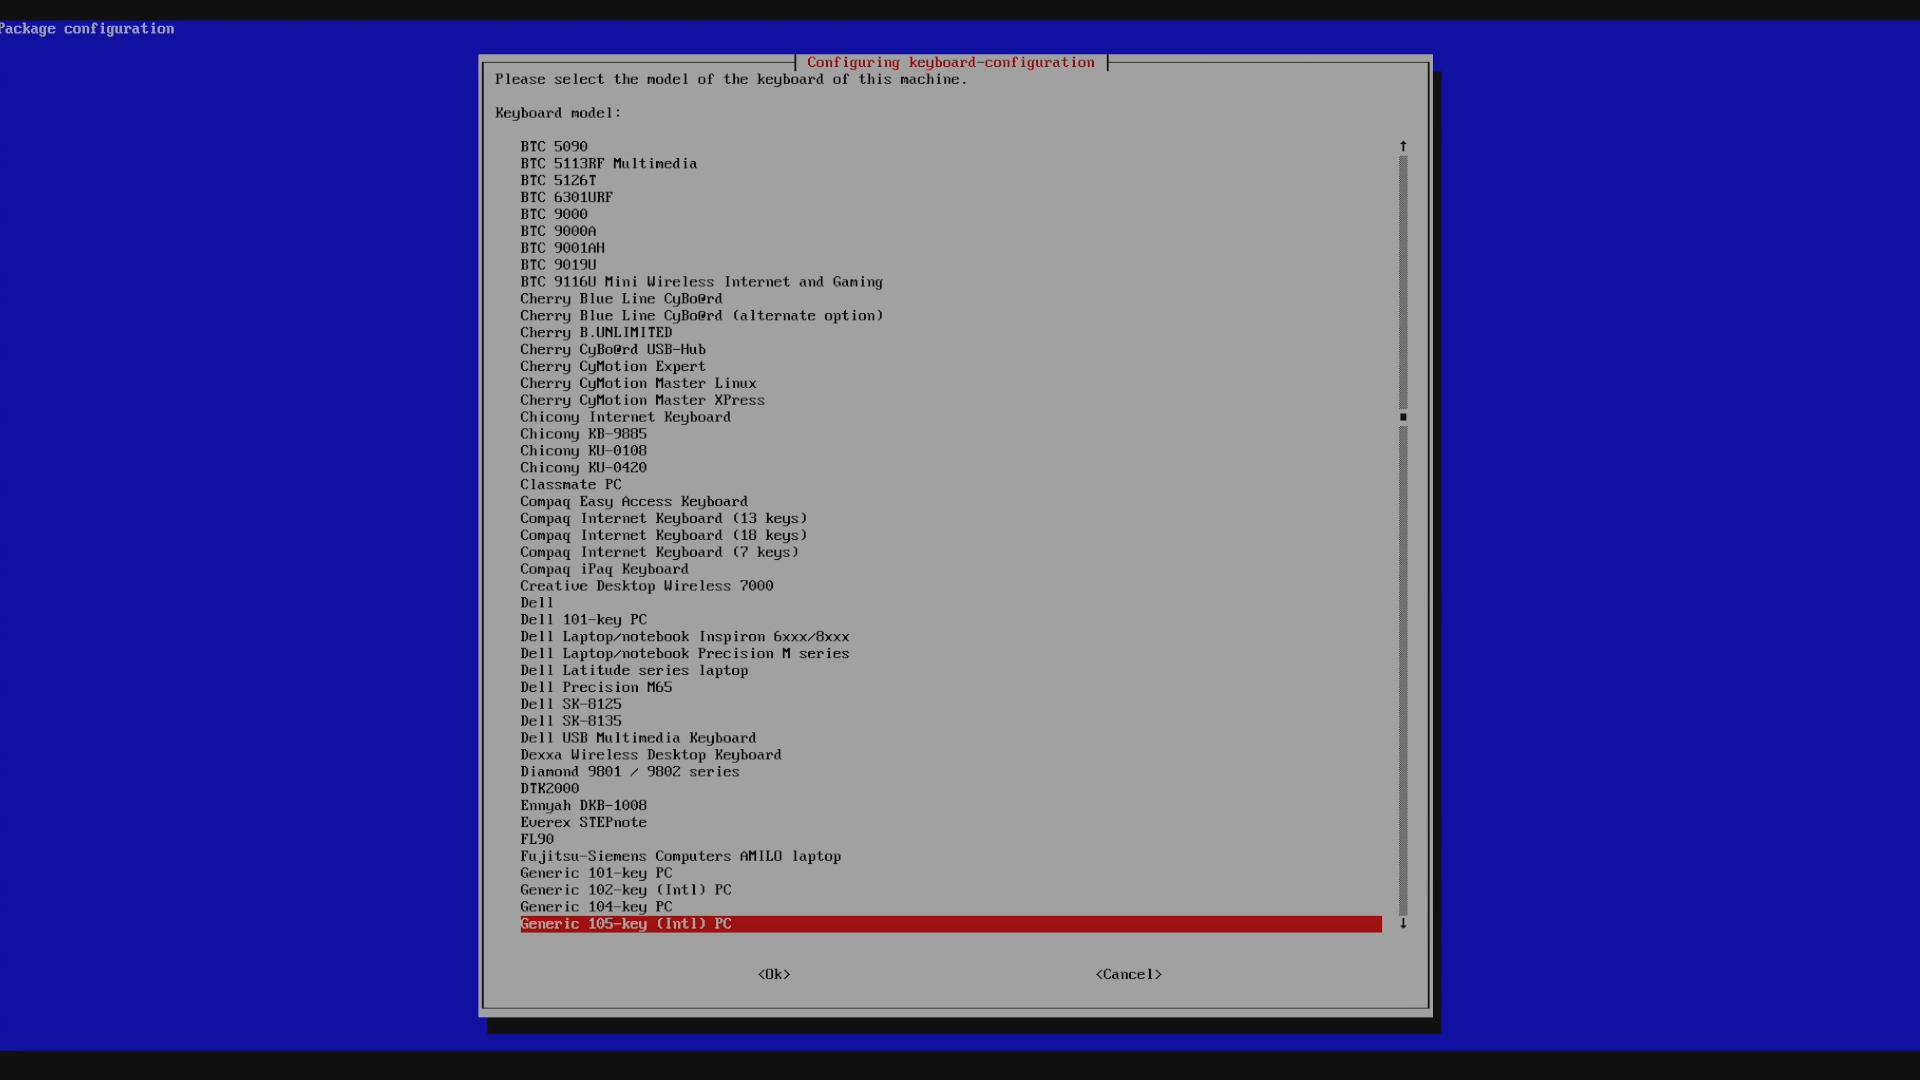 Package configuration
Configuring keyboard-configuration
Please select the model of the keyboard of this machine.
Keyboard model:
BTC 5090
BTC 5113RF Multimedia
BTC 5126T
BTC 6301URF
BTC 9000
BTC 9000A
BTC 9001AH
BTC 9019U
BTC 9116U Mini Wireless Internet and Gaming
Cherry Blue Line CyBo@rd
Cherry Blue Line CyBo@rd (alternate option)
Cherry B.UNLIMITED
Cherry CyBo@rd USB-Hub
Cherry CyMotion Expert
Cherry CyMotion Master Linux
Cherry CyMotion Master XPress
Chicony Internet Keyboard
Chicony KB-9885
Chicony KU-0108
Chicony KU-0420
Classmate PC
Compaq Easy Access Keyboard
Compaq Internet Keyboard (13 keys)
Compaq Internet Keyboard (18 keys)
Compaq Internet Keyboard (7 keys)
Compaq iPaq Keyboard
Creative Desktop Wireless 7000
Dell
Dell 101-key PC
Dell Laptop/notebook Inspiron 6xxx/8xxx
Dell Laptop/notebook Precision M series
Dell Latitude series laptop
Dell Precision M65
Dell SK-8125
Dell SK-8135
Dell USB Multimedia Keyboard
Dexxa Wireless Desktop Keyboard
Diamond 9801 / 9802 series
DTK2000
Ennyah DKB-1008
Everex STEPnote
FL90
Fujitsu-Siemens Computers AMILO laptop
Generic 101-key PC
Generic 102-key (Intl) PC
Generic 104-key PC
Generic 105-key (Intl) PC
<Ok> <Cancel>